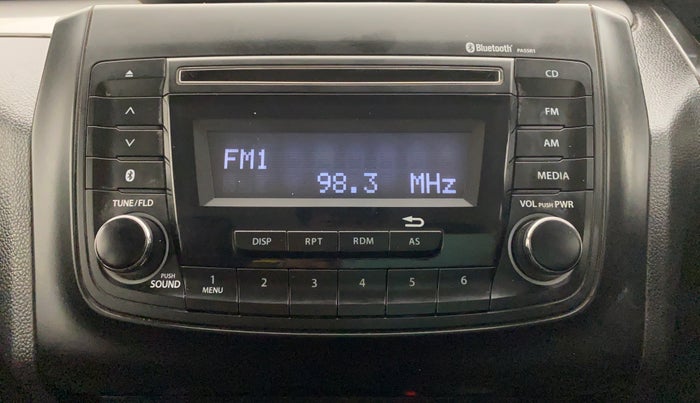 Bluetooth
PA5SR1
CD
FM
AM
MEDIA
FM1
98.3 MHz
TUNE/FLD
VOL PUSH PWR
DISP RPT RDM AS
PUSH
SOUND
1 2 3 4 5 6
MENU